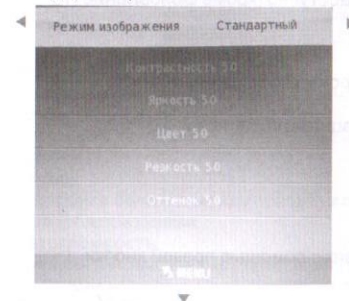 Режим изображения Стандартный
Контрастность 50
Яркость 50
Цвет 50
Резкость 50
Оттенок 50
MENU